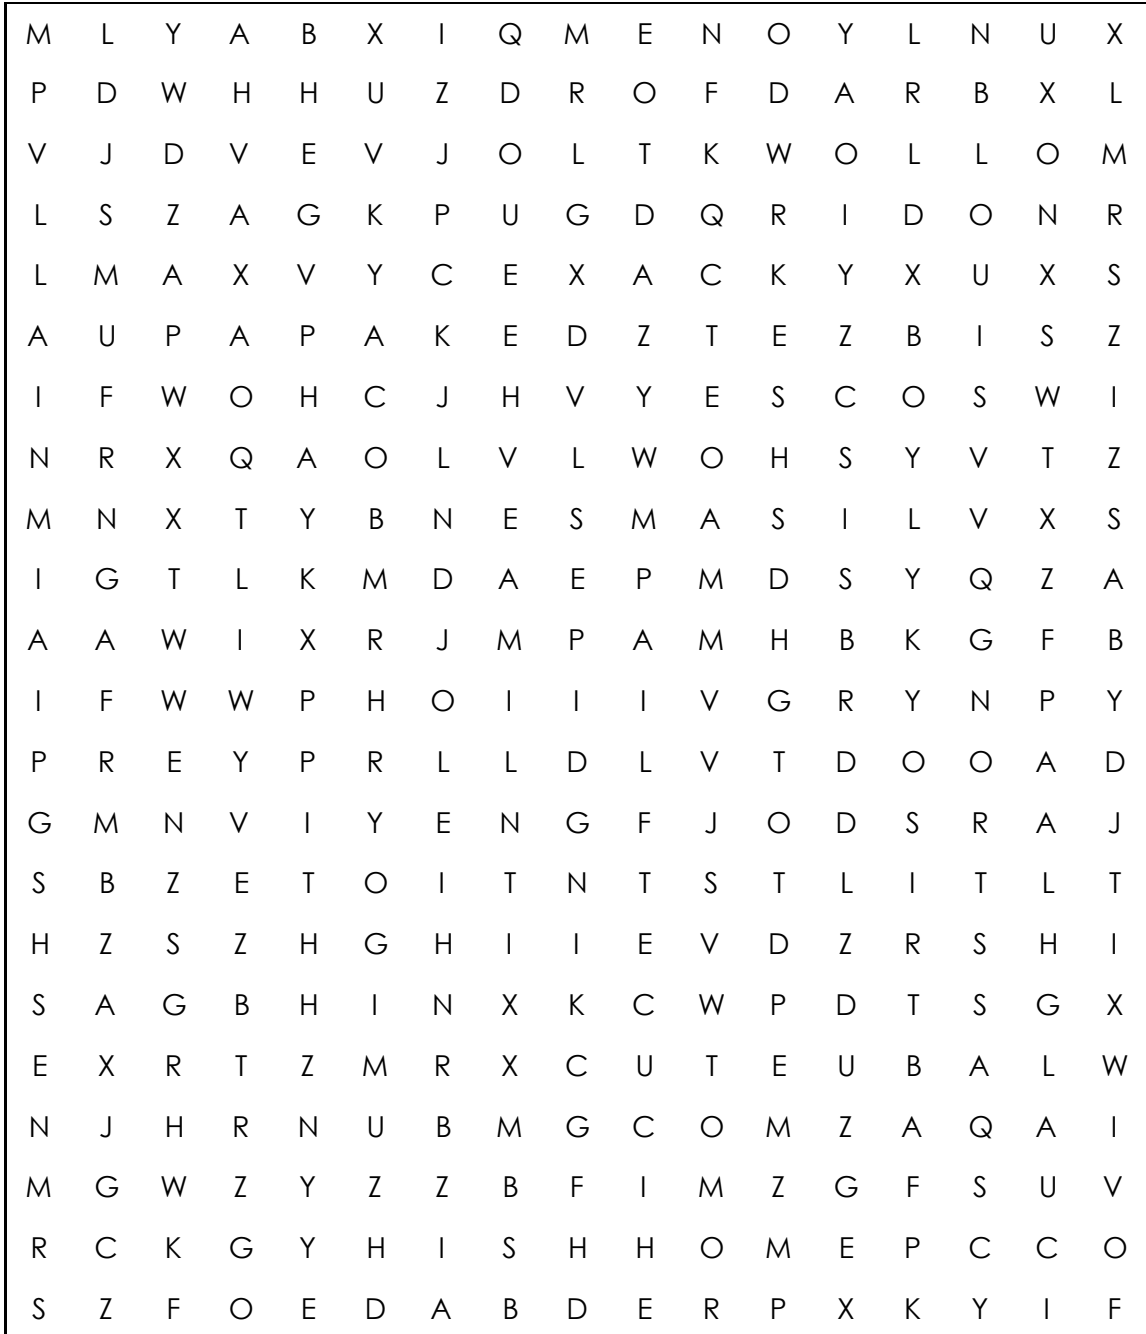 M L Y A B X I Q M E N O Y L N U X
P D W H H U Z D R O F D A R B X L
V J D V E V J O L T K W O L L O M
L S Z A G K P U G D Q R I D O N R
L M A X V Y C E X A C K Y X U X S
A U P A P A K E D Z T E Z B I S Z
I F W O H C J H V Y E S C O S W I
N R X Q A O L V L W O H S Y V T Z
M N X T Y B N E S M A S I L V X S
I G T L K M D A E P M D S Y Q Z A
A A W I X R J M P A M H B K G F B
I F W W P H O I I I V G R Y N P Y
P R E Y P R L L D L V T D O O A D
G M N V I Y E N G F J O D S R A J
S B Z E T O I T N T S T L I T L T
H Z S Z H G H I I E V D Z R S H I
S A G B H I N X K C W P D T S G X
E X R T Z M R X C U T E U B A L W
N J H R N U B M G C O M Z A Q A I
M G W Z Y Z Z B F I M Z G F S U V
R C K G Y H I S H H O M E P C C O
S Z F O E D A B D E R P X K Y I F